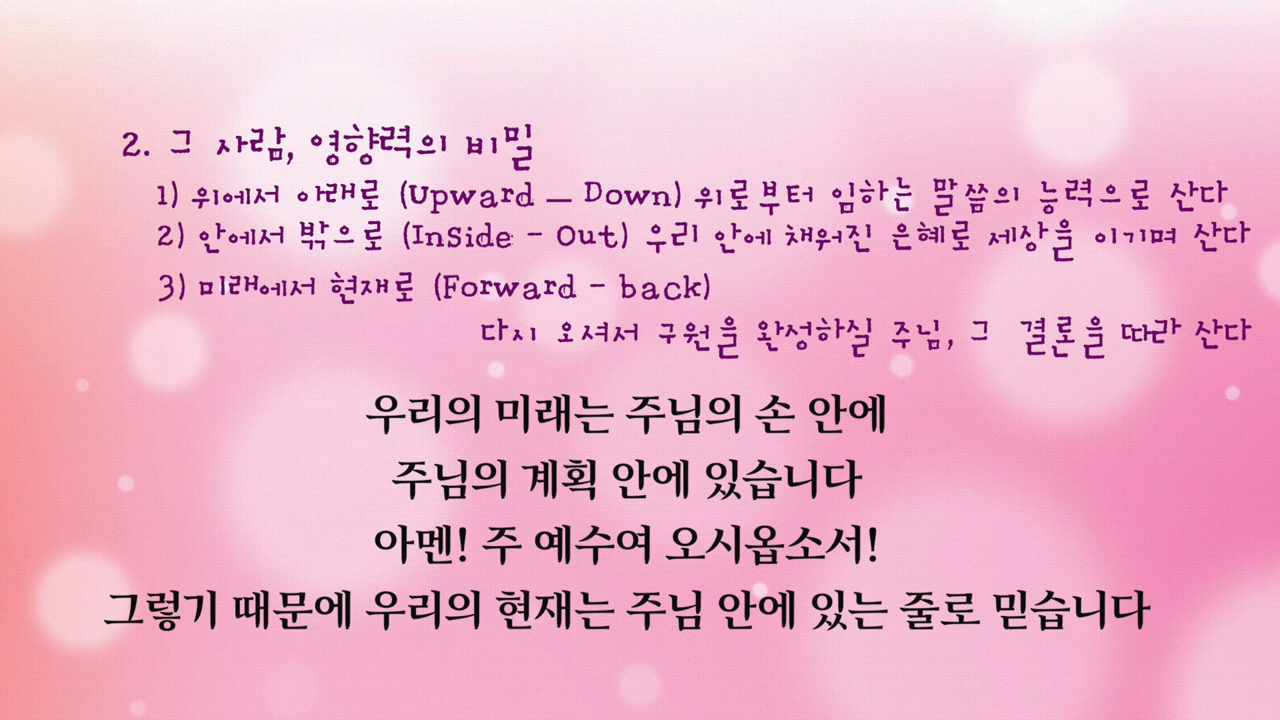 2. 그 사람, 영향력의 비밀
1) 위에서 아래로 (Upward — Down) 위로부터 임하는 말씀의 능력으로 산다
2) 안에서 밖으로 (InSide - Out) 우리 안에 채워진 은혜로 세상을 이기며 산다
3) 미래에서 현재로 (Forward - back)
다시 오셔서 구원을 완성하실 주님, 그 결론을 따라 산다
우리의 미래는 주님의 손 안에
주님의 계획 안에 있습니다
아멘! 주 예수여 오시옵소서!
그렇기 때문에 우리의 현재는 주님 안에 있는 줄로 믿습니다